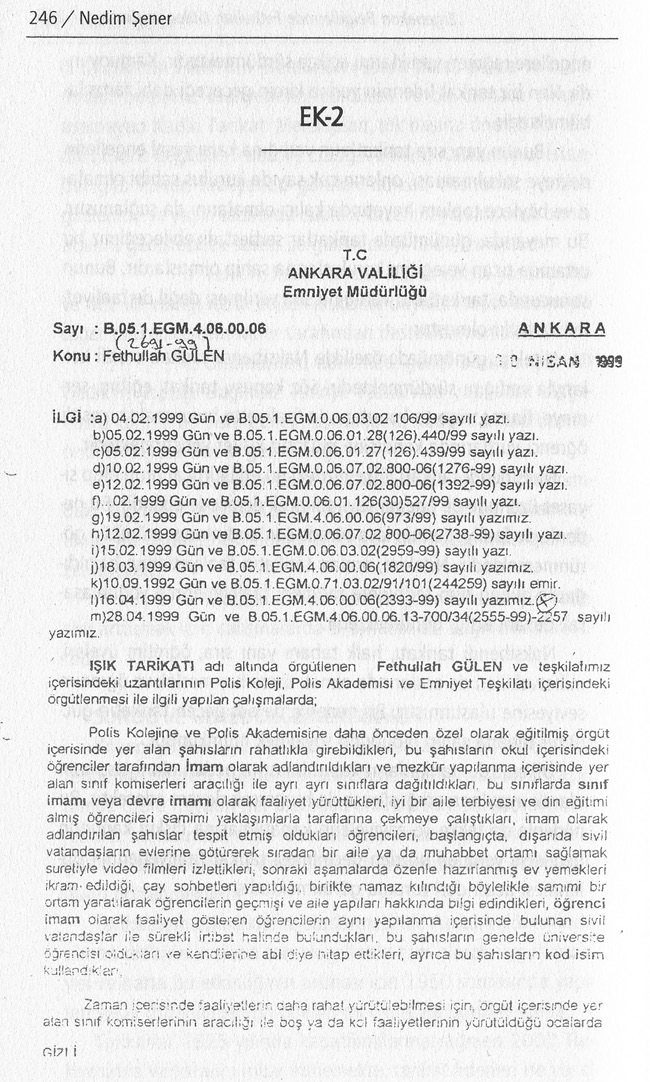 246 / Nedim Şener
EK-2
T.C
ANKARA VALİLİĞİ
Emniyet Müdürlüğü
Sayı : B.05.1.EGM.4.06.00.06
(2691-99)
ANKARA
Konu : Fethullah GÜLEN
30 NİSAN 1999
İLGİ :a) 04.02.1999 Gün ve B.05.1.EGM.0.06.03.02 106/99 sayılı yazı.
b)05.02.1999 Gün ve B.05.1.EGM.0.06.01.28(126).440/99 sayılı yazı.
c)05.02.1999 Gün ve B.05.1.EGM.0.06.01.27(126).439/99 sayılı yazı.
d)10.02.1999 Gün ve B.05.1.EGM.0.06.07.02.800-06(1276-99) sayılı yazı.
e)12.02.1999 Gün ve B.05.1.EGM.0.06.07.02.800-06(1392-99) sayılı yazı.
f)...02.1999 Gün ve B.05.1.EGM.0.06.01.126(30)527/99 sayılı yazı.
g)19.02.1999 Gün ve B.05.1.EGM.4.06.00.06(973/99) sayılı yazımız.
h)12.02.1999 Gün ve B.05.1.EGM.0.06.07.02.800-06(2738-99) sayılı yazı.
i)15.02.1999 Gün ve B.05.1.EGM.0.06.03.02(2959-99) sayılı yazı.
j)18.03.1999 Gün ve B.05.1.EGM.4.06.00.06(1820/99) sayılı yazımız.
k)10.09.1992 Gün ve B.05.1.EGM.0.71.03.02/91/101(244259) sayılı emir.
l)16.04.1999 Gün ve B.05.1.EGM.4.06.00.06(2393-99) sayılı yazımız.
m)28.04.1999 Gün ve B.05.1.EGM.4.06.00.06.13-700/34(2555-99)-2257 sayılı
yazımız.
IŞIK TARİKATI adı altında örgütlenen Fethullah GÜLEN ve teşkilatımız
içerisindeki uzantılarının Polis Koleji, Polis Akademisi ve Emniyet Teşkilatı içerisindeki
örgütlenmesi ile ilgili yapılan çalışmalarda;
Polis Kolejine ve Polis Akademisine daha önceden özel olarak eğitilmiş örgüt
içerisinde yer alan şahısların rahatlıkla girebildikleri, bu şahısların okul içerisindeki
öğrenciler tarafından İmam olarak adlandırıldıkları ve mezkûr yapılanma içerisinde yer
alan sınıf komiserleri aracılığı ile ayrı ayrı sınıflara dağıtıldıkları, bu sınıflarda sınıf
imamı veya devre imamı olarak faaliyet yürüttükleri, iyi bir aile terbiyesi ve din eğitimi
almış öğrencileri samimi yaklaşımlarla taraflarına çekmeye çalıştıkları, imam olarak
adlandırılan şahıslar tespit etmiş oldukları öğrencileri, başlangıçta, dışarıda sivil
vatandaşların evlerine götürerek sıradan bir aile ya da muhabbet ortamı sağlamak
suretiyle video filmleri izlettikleri, sonraki aşamalarda özenle hazırlanmış ev yemekleri
ikram edildiği, çay sohbetleri yapıldığı, birlikte namaz kılındığı böylelikle samimi bir
ortam yaratılarak öğrencilerin geçmişi ve aile yapıları hakkında bilgi edindikleri, öğrenci
imam olarak faaliyet gösteren öğrencilerin aynı yapılanma içerisinde bulunan sivil
vatandaşlar ile sürekli irtibat halinde bulundukları, bu şahısların genelde üniversite
öğrencisi oldukları ve kendilerine abi diye hitap ettikleri, ayrıca bu şahısların kod isim
kullandıkları,
Zaman içerisinde faaliyetlerin daha rahat yürütülebilmesi için, örgüt içerisinde yer
alan sınıf komiserlerinin aracılığı ile boş ya da kol faaliyetlerinin yürütüldüğü ocalarda
GİZLİ